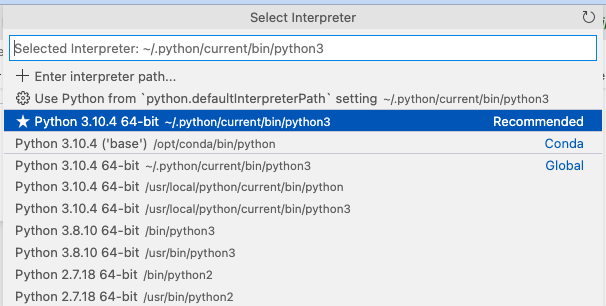 Select Interpreter
Selected Interpreter: ~/.python/current/bin/python3
+ Enter interpreter path...
Use Python from `python.defaultInterpreterPath` setting ~/.python/current/bin/python3
★ Python 3.10.4 64-bit ~/.python/current/bin/python3 Recommended
Python 3.10.4 ('base') /opt/conda/bin/python Conda
Python 3.10.4 64-bit ~/.python/current/bin/python3 Global
Python 3.10.4 64-bit /usr/local/python/current/bin/python
Python 3.10.4 64-bit /usr/local/python/current/bin/python3
Python 3.8.10 64-bit /bin/python3
Python 3.8.10 64-bit /usr/bin/python3
Python 2.7.18 64-bit /bin/python2
Python 2.7.18 64-bit /usr/bin/python2